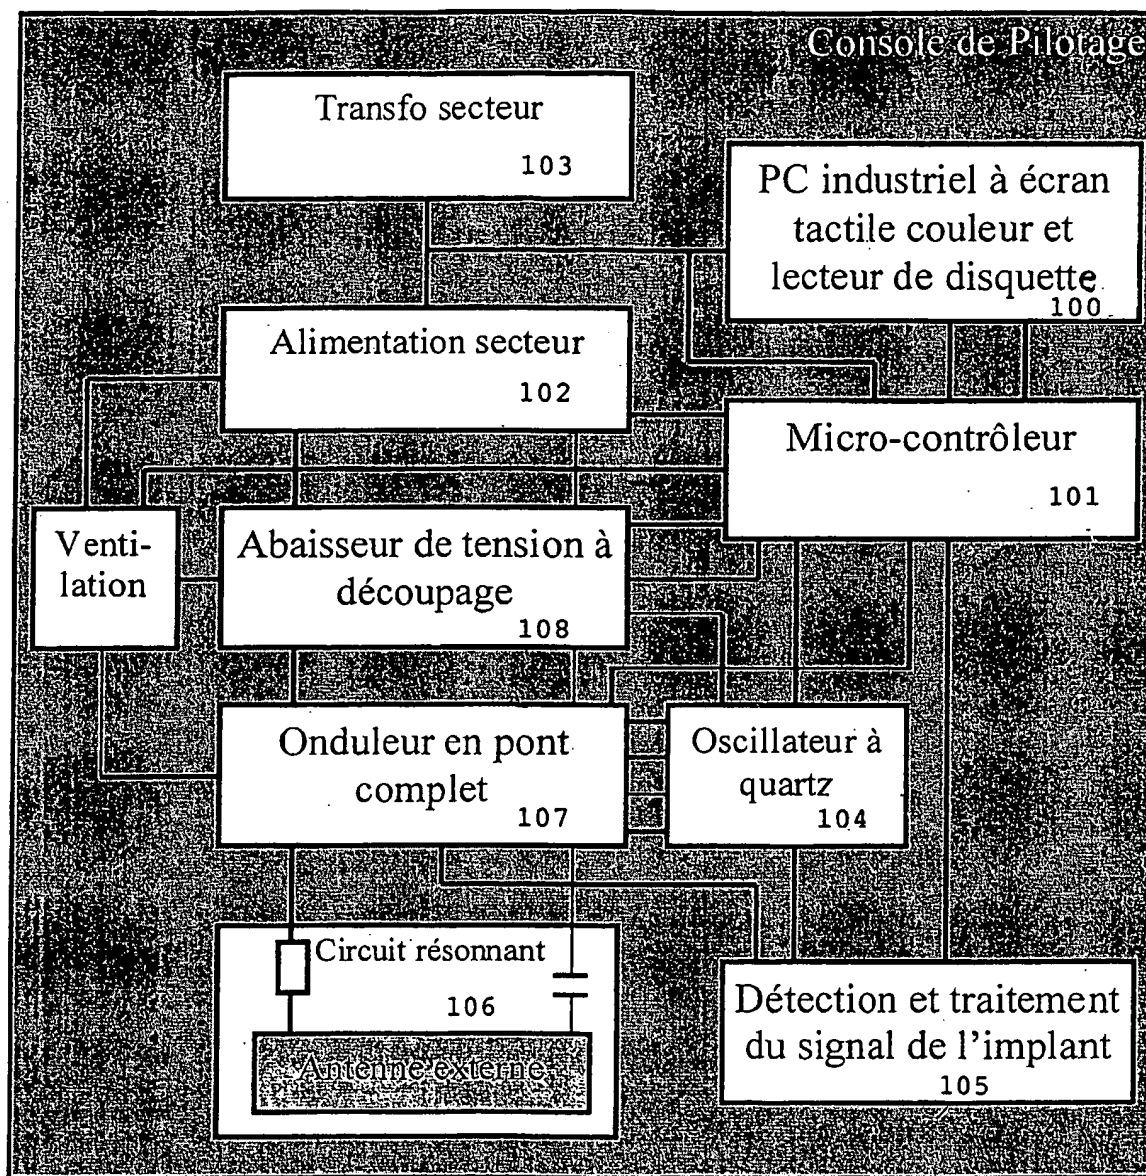 Console de Pilotage
Transfo secteur
103
PC industriel à écran
tactile couleur et
lecteur de disquette
100
Alimentation secteur
102
Micro-contrôleur
101
Venti-
lation
Abaisseur de tension à
découpage
108
Onduleur en pont
complet
107
Oscillateur à
quartz
104
Circuit résonnant
106
Antenne externe
Détection et traitement
du signal de l'implant
105